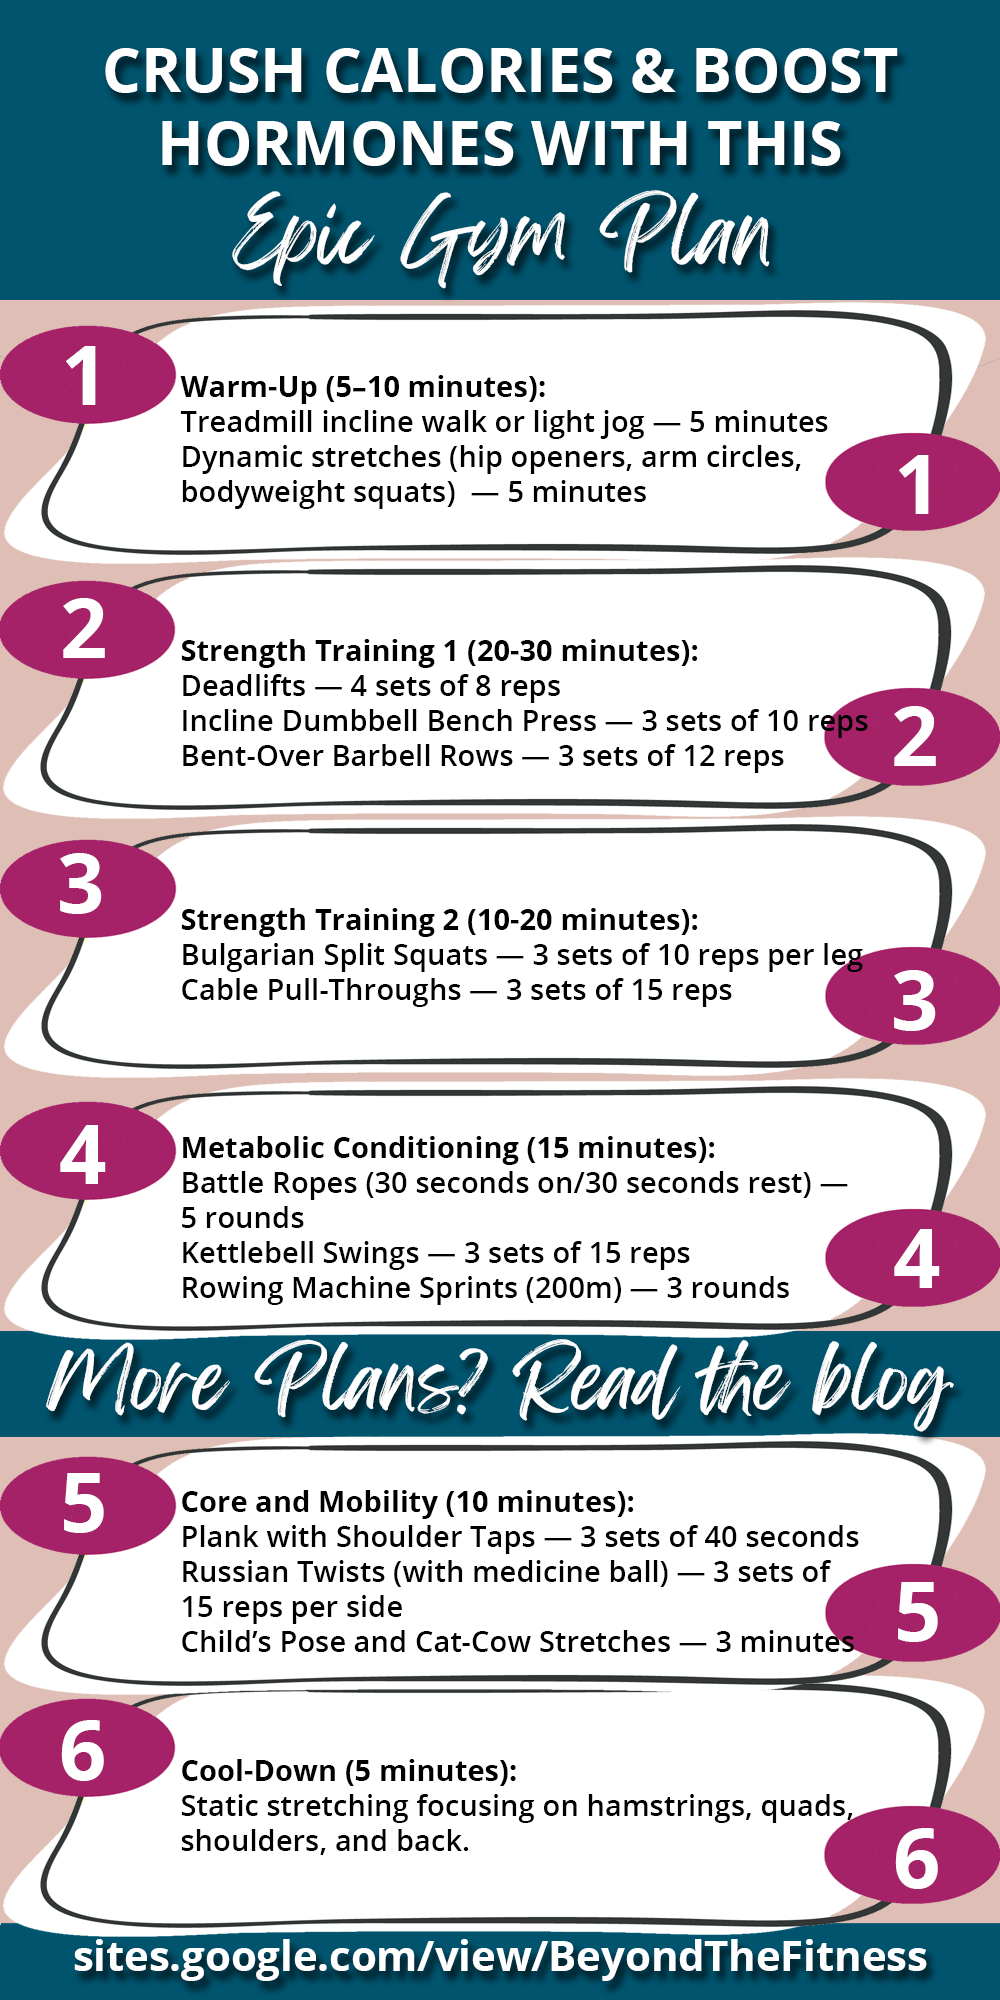 CRUSH CALORIES & BOOST
HORMONES WITH THIS
Epic Gym Plan
1
Warm-Up (5–10 minutes):
Treadmill incline walk or light jog — 5 minutes
Dynamic stretches (hip openers, arm circles,
bodyweight squats) — 5 minutes
1
2
Strength Training 1 (20-30 minutes):
Deadlifts — 4 sets of 8 reps
Incline Dumbbell Bench Press — 3 sets of 10 reps
Bent-Over Barbell Rows — 3 sets of 12 reps
2
3
Strength Training 2 (10-20 minutes):
Bulgarian Split Squats — 3 sets of 10 reps per leg
Cable Pull-Throughs — 3 sets of 15 reps
3
4
Metabolic Conditioning (15 minutes):
Battle Ropes (30 seconds on/30 seconds rest) —
5 rounds
Kettlebell Swings — 3 sets of 15 reps
Rowing Machine Sprints (200m) — 3 rounds
4
More Plans? Read the blog
5
Core and Mobility (10 minutes):
Plank with Shoulder Taps — 3 sets of 40 seconds
Russian Twists (with medicine ball) — 3 sets of
15 reps per side
Child’s Pose and Cat-Cow Stretches — 3 minutes
5
6
Cool-Down (5 minutes):
Static stretching focusing on hamstrings, quads,
shoulders, and back.
6
sites.google.com/view/BeyondTheFitness